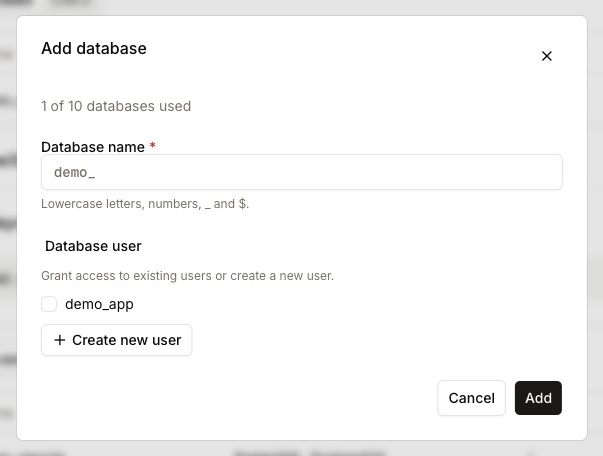 Add database
1 of 10 databases used
Database name *
demo_
Lowercase letters, numbers, _ and $.
Database user
Grant access to existing users or create a new user.
demo_app
+ Create new user
Cancel Add